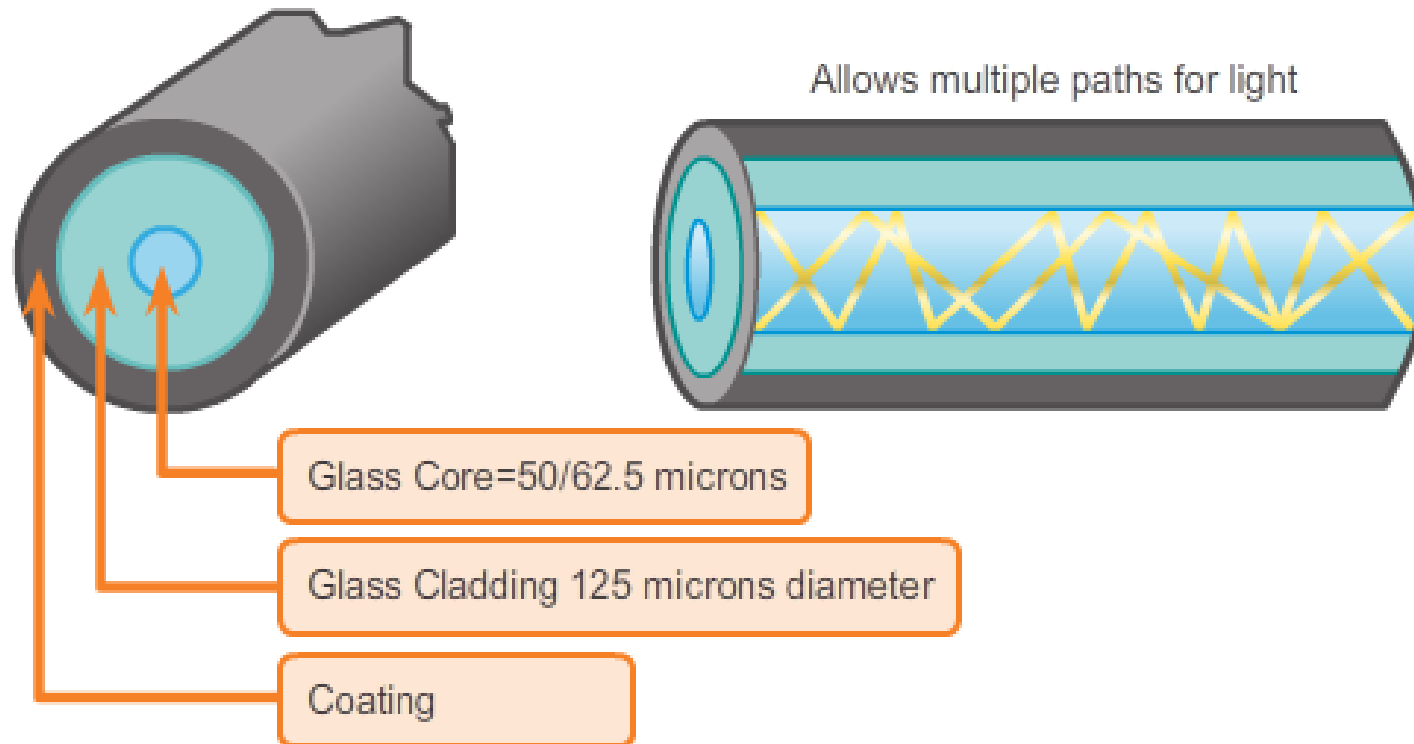 Allows multiple paths for light
Glass Core=50/62.5 microns
Glass Cladding 125 microns diameter
Coating